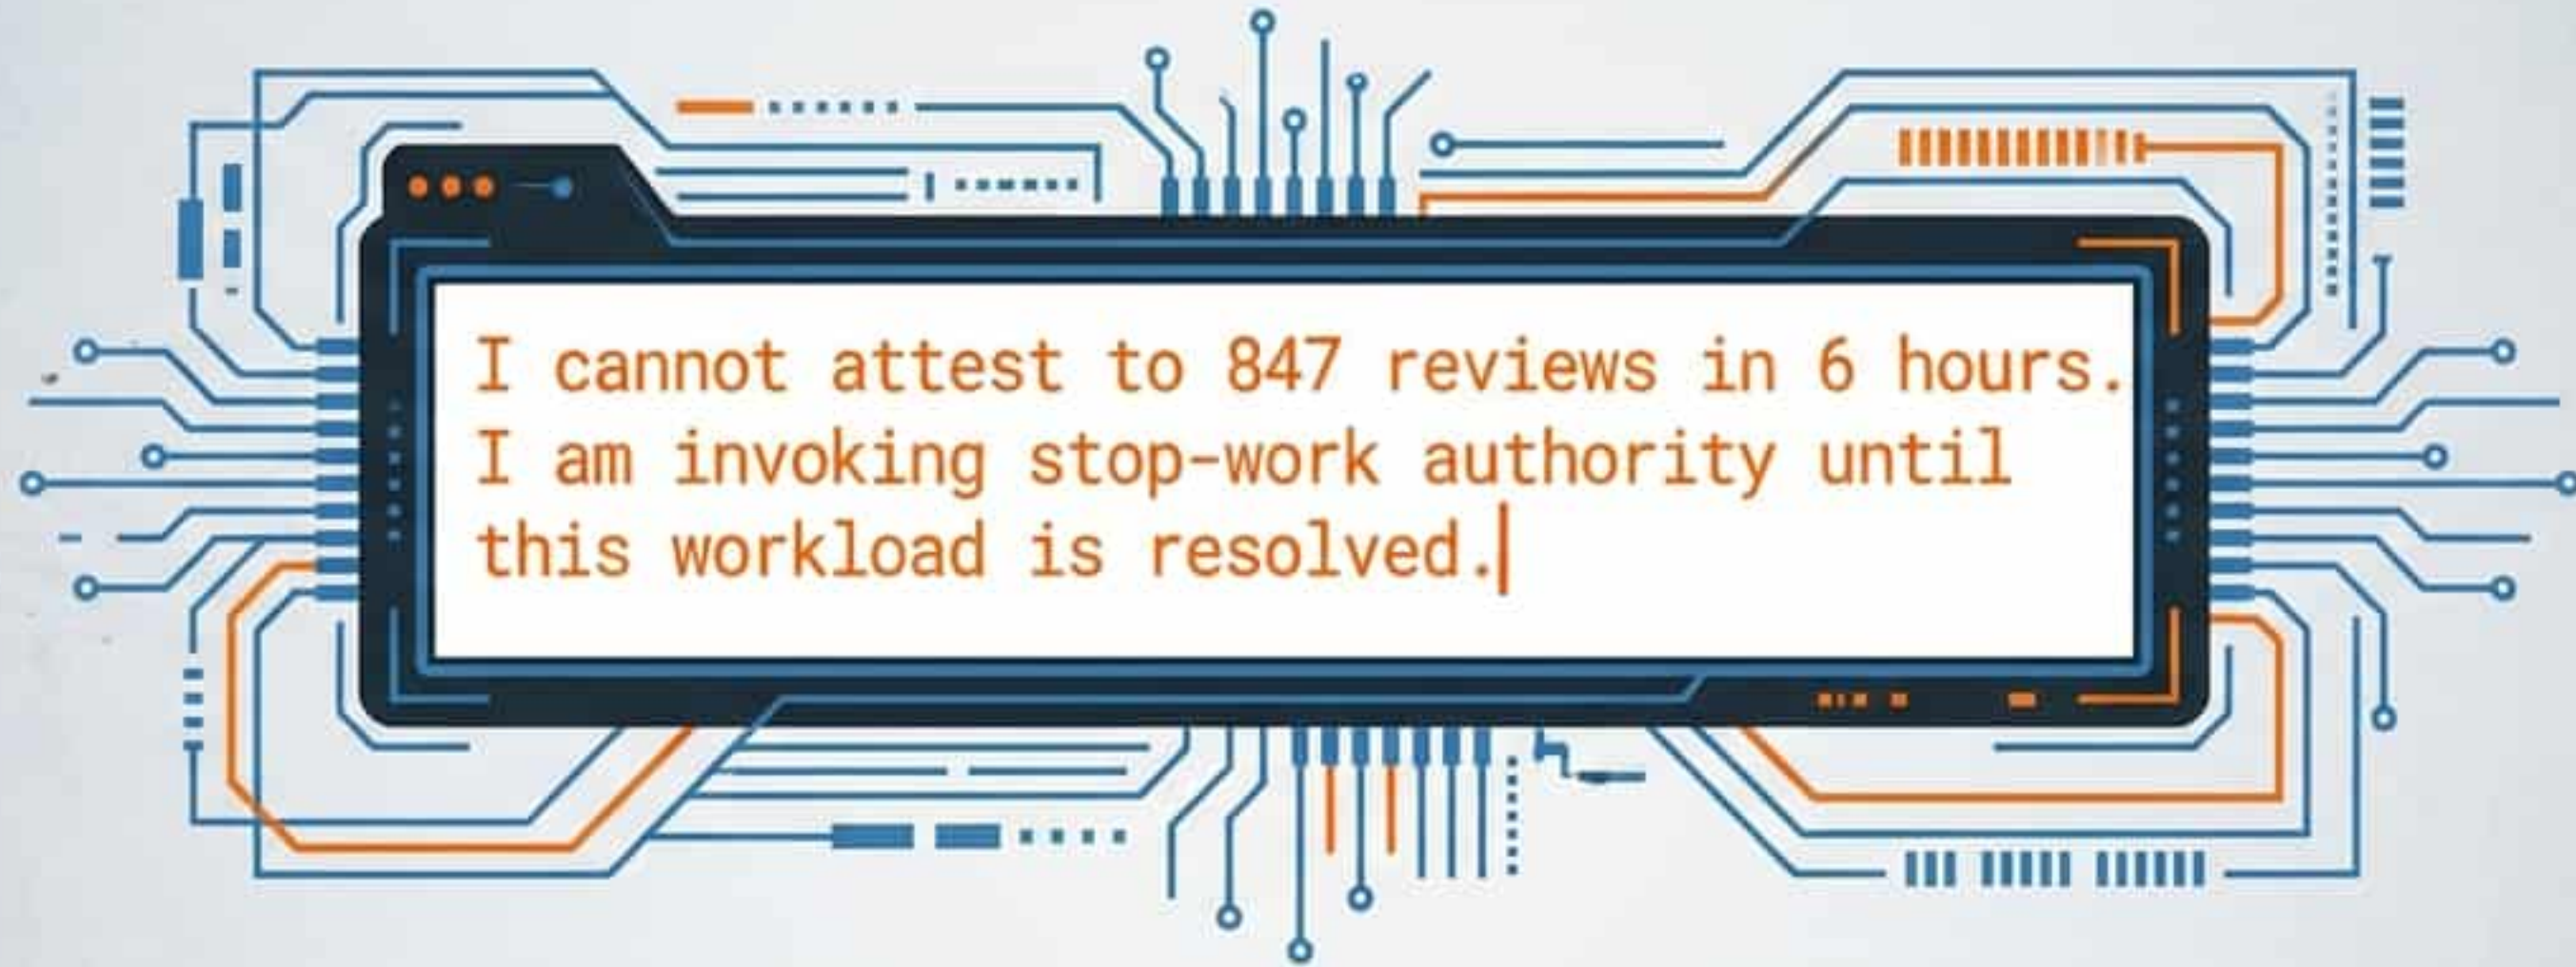 I cannot attest to 847 reviews in 6 hours.
I am invoking stop-work authority until
this workload is resolved.